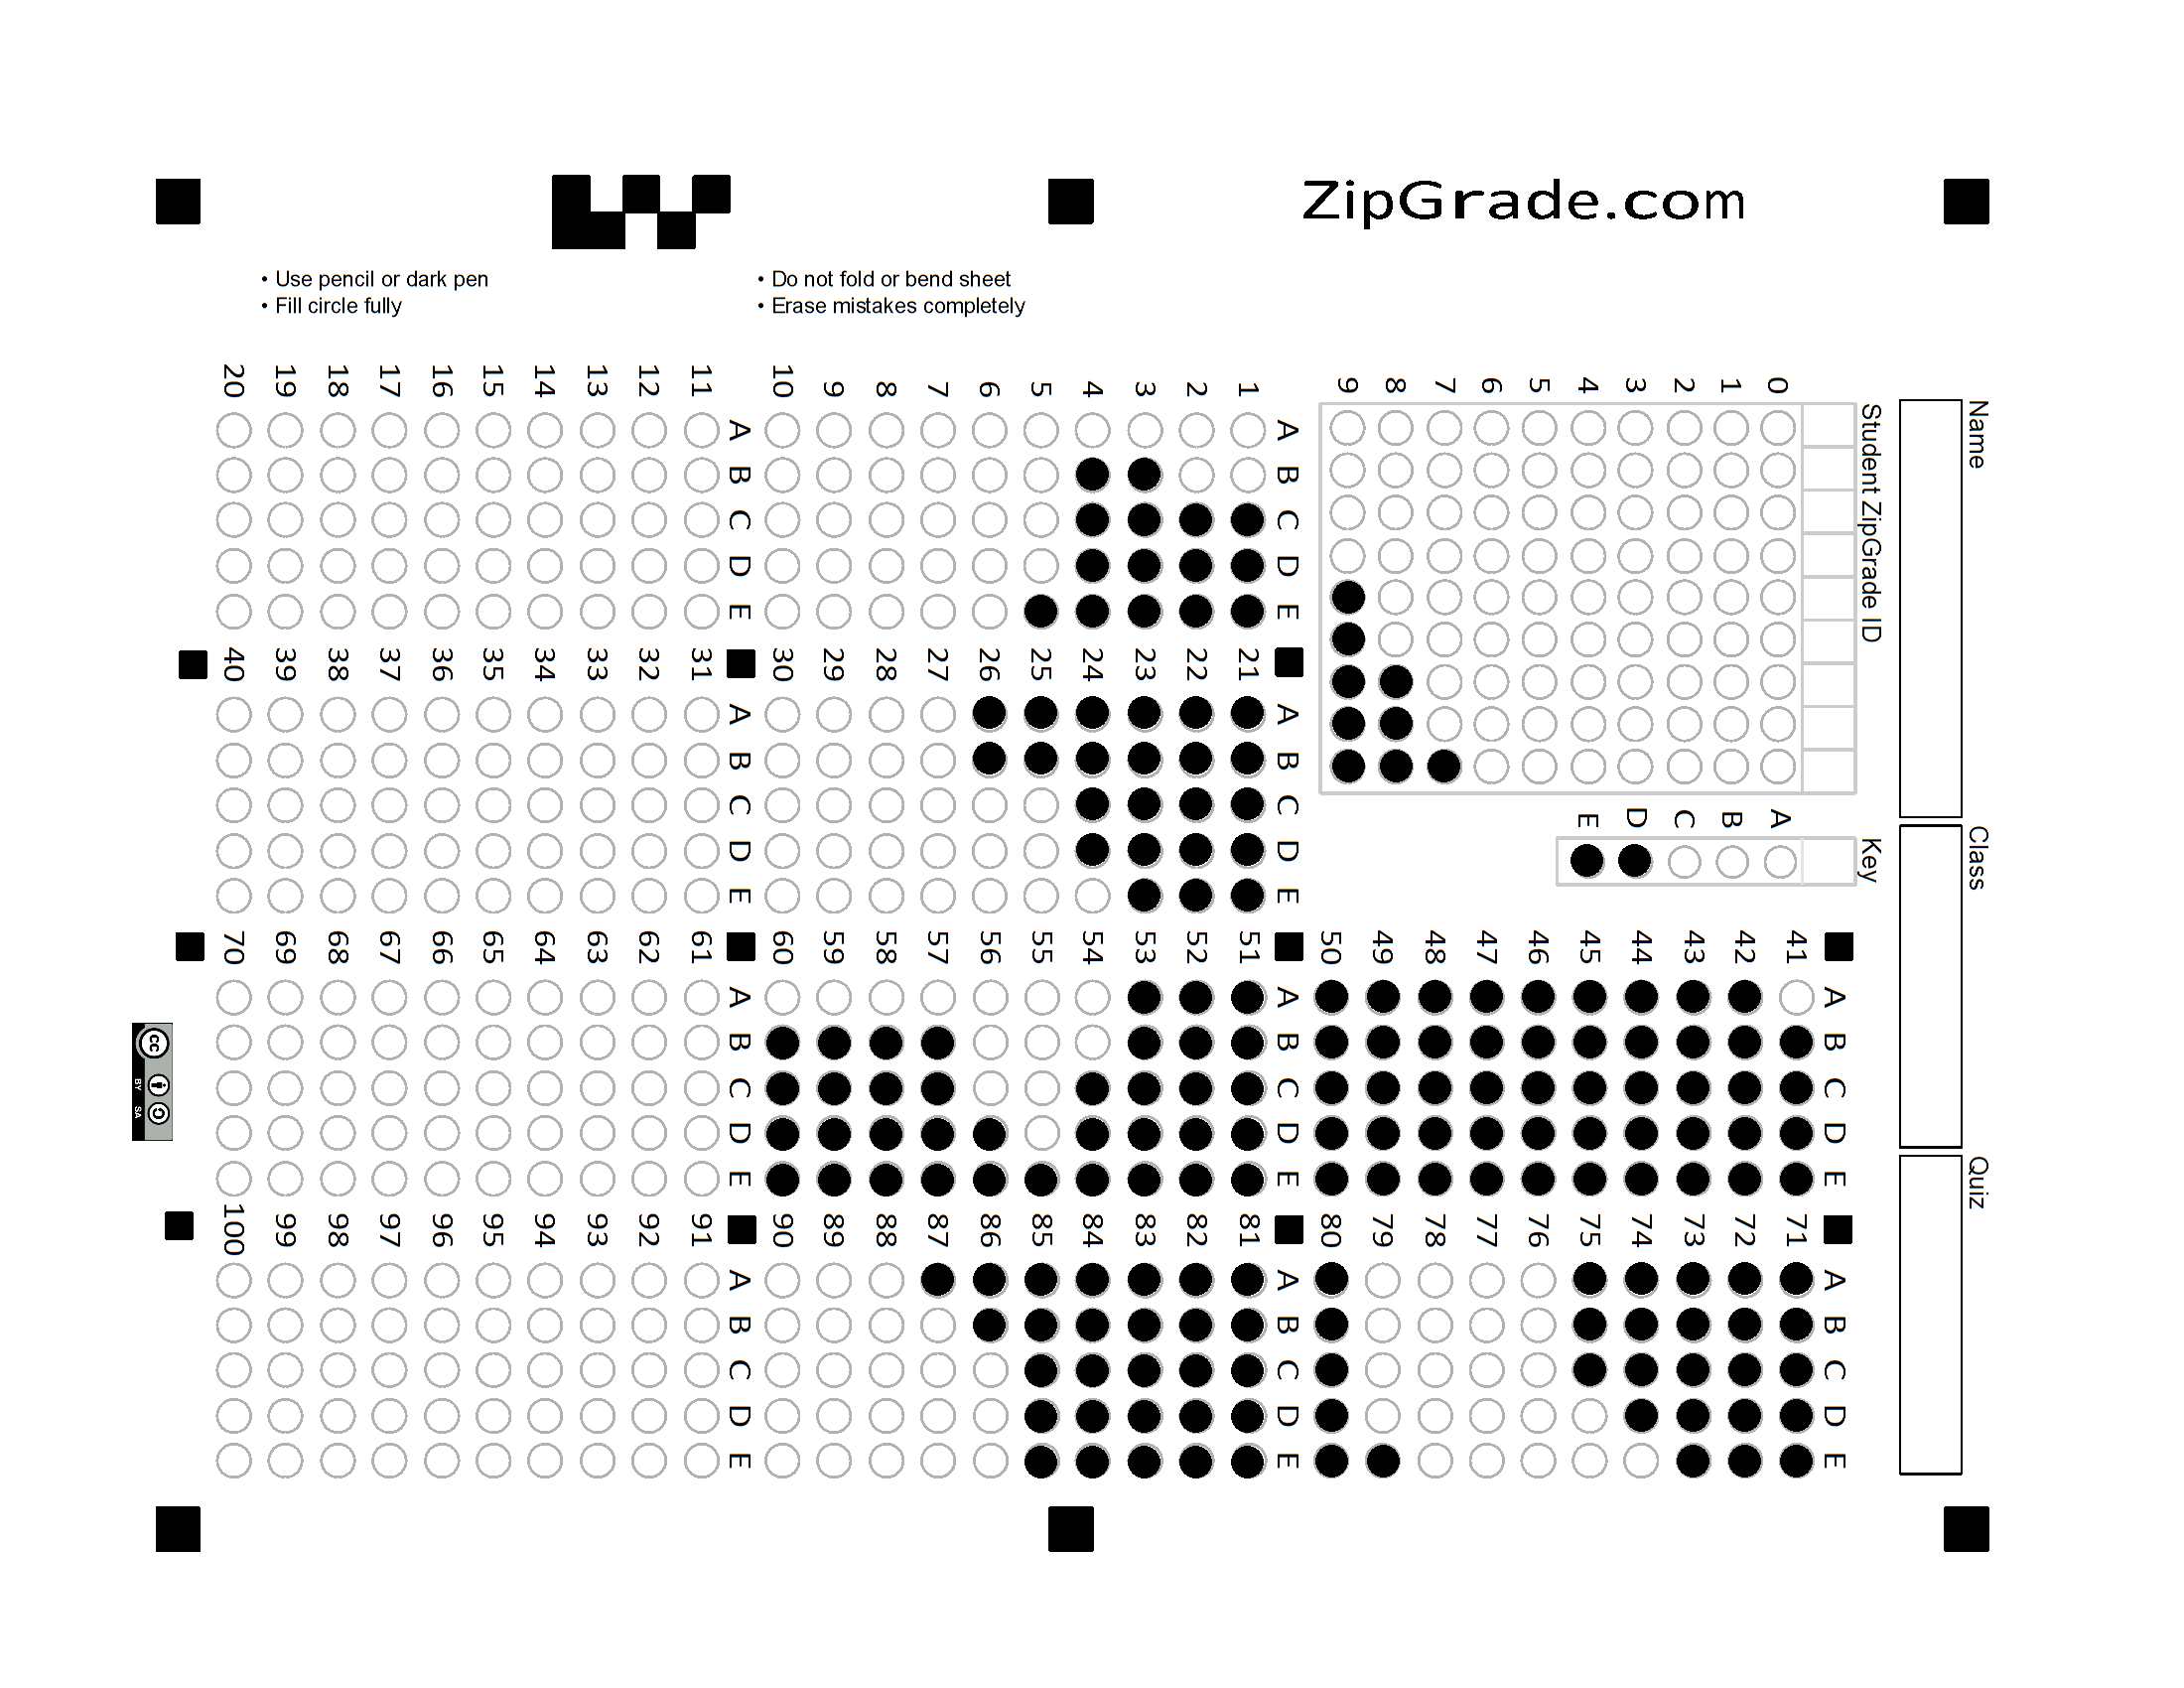 ZipGrade.com
• Use pencil or dark pen
• Fill circle fully
• Do not fold or bend sheet
• Erase mistakes completely
Name
Class
Quiz
Student ZipGrade ID
0 1 2 3 4 5 6 7 8 9
Key
A B C D E
1 2 3 4 5 6 7 8 9 10
A B C D E
11 12 13 14 15 16 17 18 19 20
A B C D E
21 22 23 24 25 26 27 28 29 30
A B C D E
31 32 33 34 35 36 37 38 39 40
A B C D E
41 42 43 44 45 46 47 48 49 50
A B C D E
51 52 53 54 55 56 57 58 59 60
A B C D E
61 62 63 64 65 66 67 68 69 70
A B C D E
71 72 73 74 75 76 77 78 79 80
A B C D E
81 82 83 84 85 86 87 88 89 90
A B C D E
91 92 93 94 95 96 97 98 99 100
A B C D E
cc
BY SA